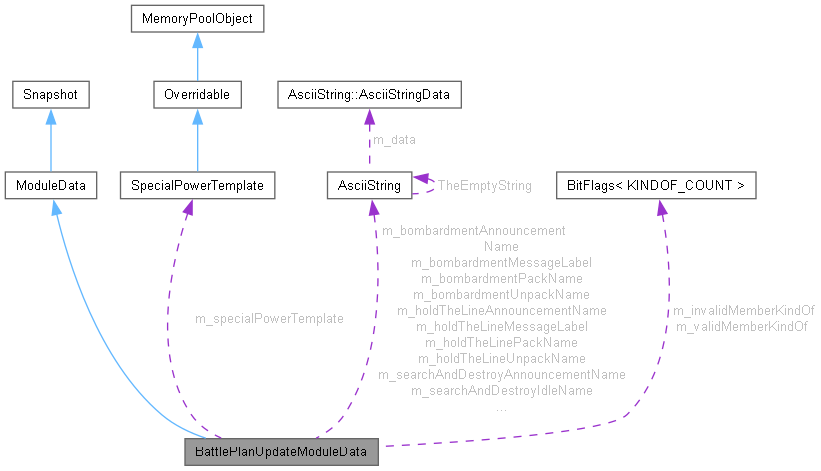 MemoryPoolObject
Snapshot
Overridable
AsciiString::AsciiStringData
m_data
ModuleData
SpecialPowerTemplate
AsciiString
TheEmptyString
BitFlags< KINDOF_COUNT >
m_bombardmentAnnouncement
Name
m_bombardmentMessageLabel
m_bombardmentPackName
m_bombardmentUnpackName
m_holdTheLineAnnouncementName
m_holdTheLineMessageLabel
m_holdTheLinePackName
m_holdTheLineUnpackName
m_searchAndDestroyAnnouncementName
m_searchAndDestroyIdleName
...
m_specialPowerTemplate
m_invalidMemberKindOf
m_validMemberKindOf
BattlePlanUpdateModuleData